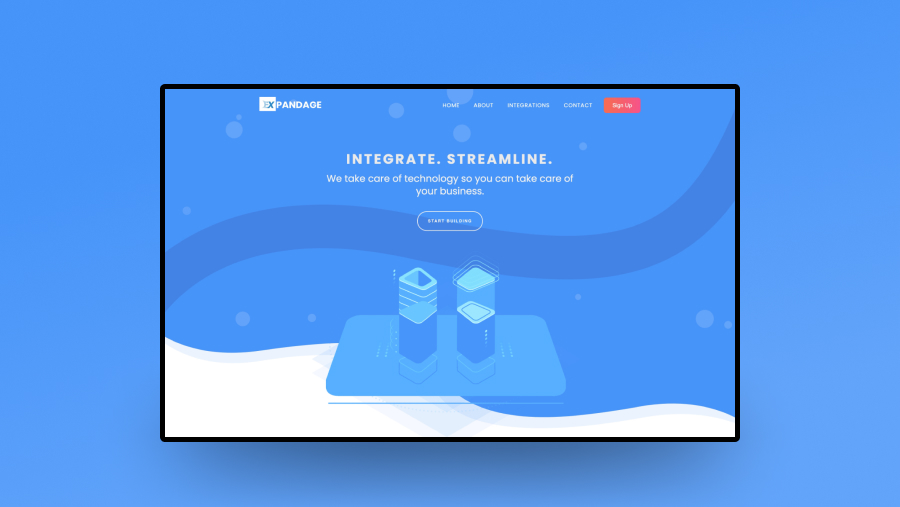 EXPANDAGE
HOME ABOUT INTEGRATIONS CONTACT Sign Up
INTEGRATE. STREAMLINE.
We take care of technology so you can take care of
your business.
START BUILDING